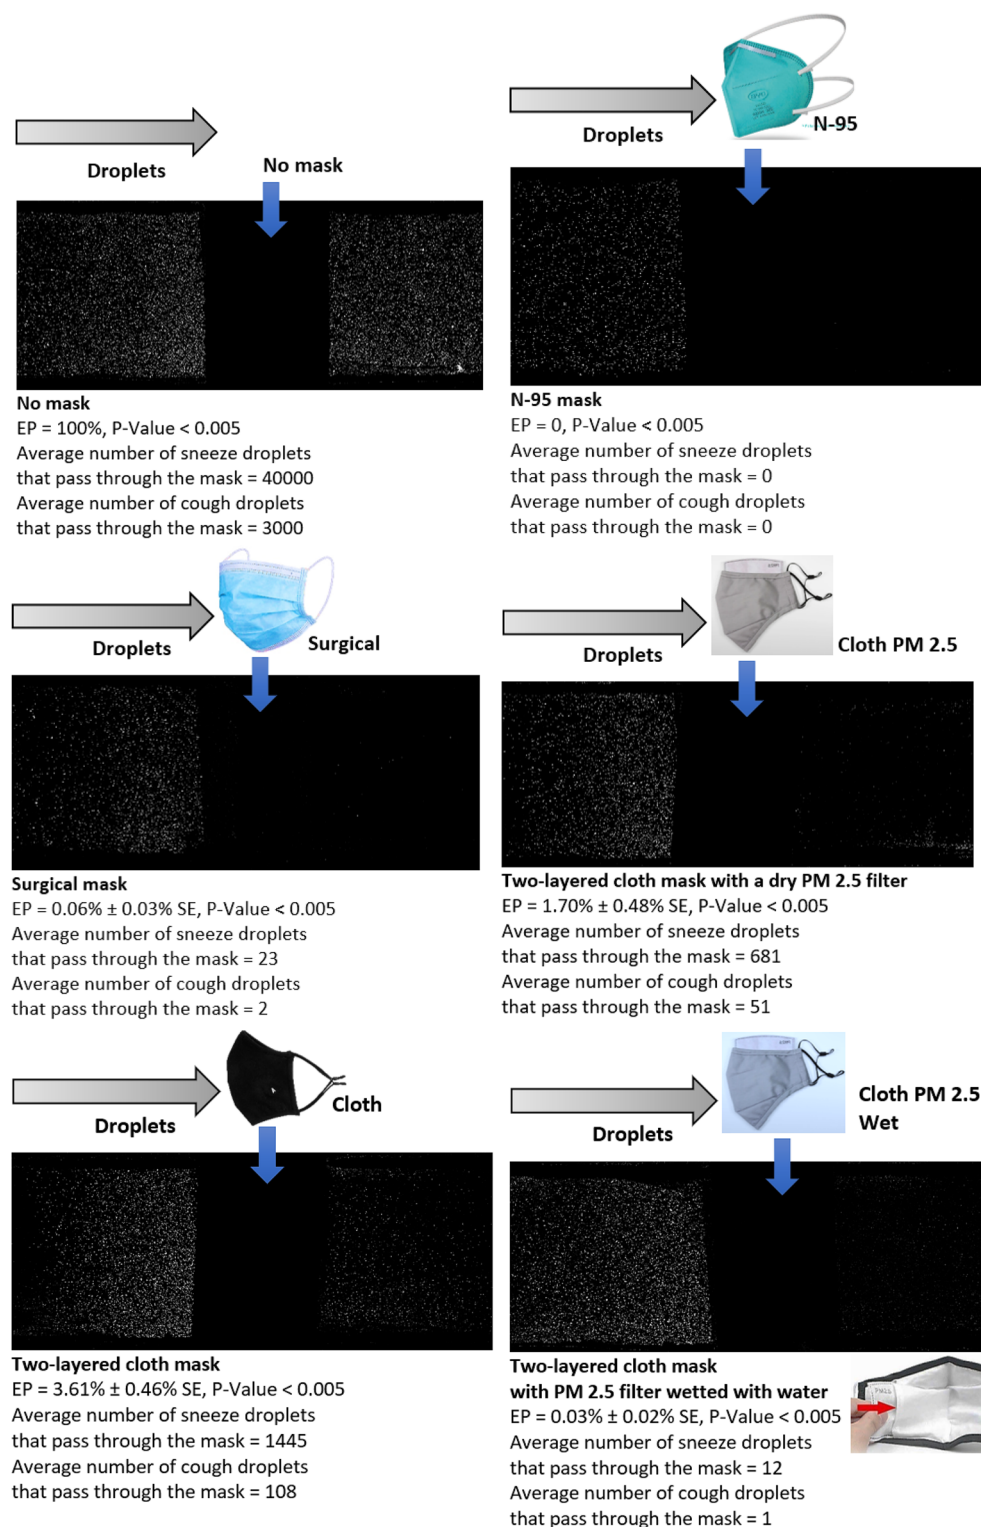 Droplets
No mask
No mask
EP = 100%, P-Value < 0.005
Average number of sneeze droplets
that pass through the mask = 40000
Average number of cough droplets
that pass through the mask = 3000
Droplets
N-95
N-95 mask
EP = 0, P-Value < 0.005
Average number of sneeze droplets
that pass through the mask = 0
Average number of cough droplets
that pass through the mask = 0
Droplets
Surgical
Surgical mask
EP = 0.06% ± 0.03% SE, P-Value < 0.005
Average number of sneeze droplets
that pass through the mask = 23
Average number of cough droplets
that pass through the mask = 2
Droplets
Cloth PM 2.5
Two-layered cloth mask with a dry PM 2.5 filter
EP = 1.70% ± 0.48% SE, P-Value < 0.005
Average number of sneeze droplets
that pass through the mask = 681
Average number of cough droplets
that pass through the mask = 51
Droplets
Cloth
Two-layered cloth mask
EP = 3.61% ± 0.46% SE, P-Value < 0.005
Average number of sneeze droplets
that pass through the mask = 1445
Average number of cough droplets
that pass through the mask = 108
Droplets
Cloth PM 2.5
Wet
Two-layered cloth mask
with PM 2.5 filter wetted with water
EP = 0.03% ± 0.02% SE, P-Value < 0.005
Average number of sneeze droplets
that pass through the mask = 12
Average number of cough droplets
that pass through the mask = 1
PM2.5